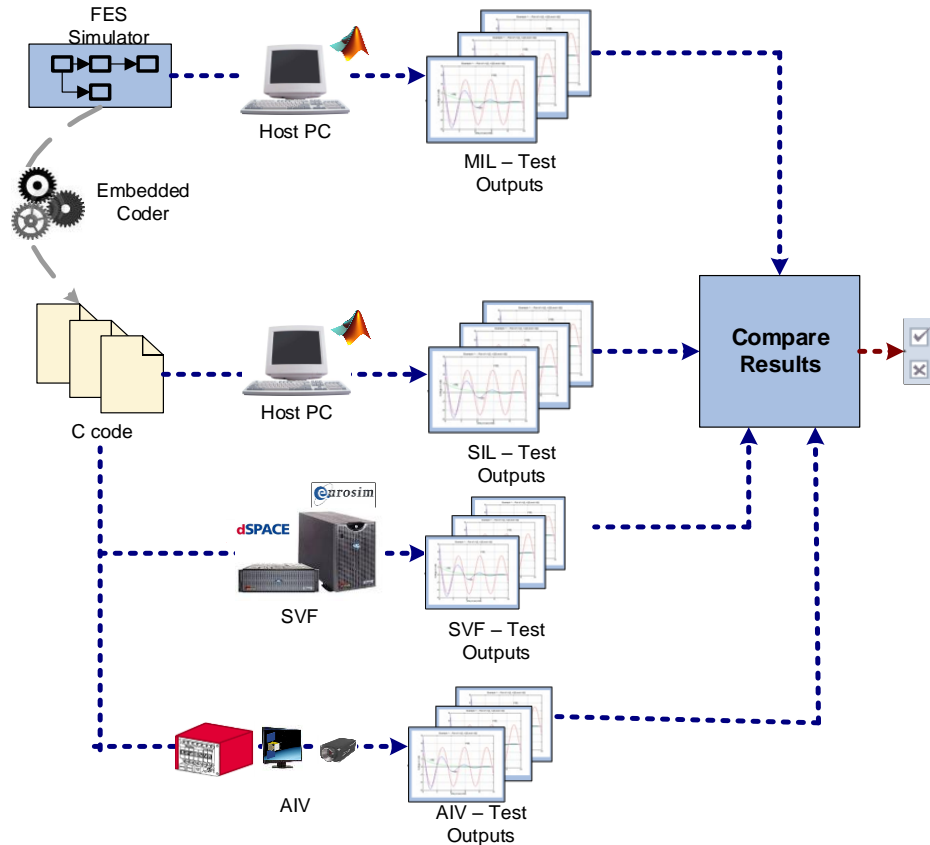 FES
Simulator
Host PC
MIL – Test
Outputs
Embedded
Coder
C code
Host PC
SIL – Test
Outputs
Compare
Results
eurosim
dSPACE
SVF
SVF – Test
Outputs
AIV
AIV – Test
Outputs